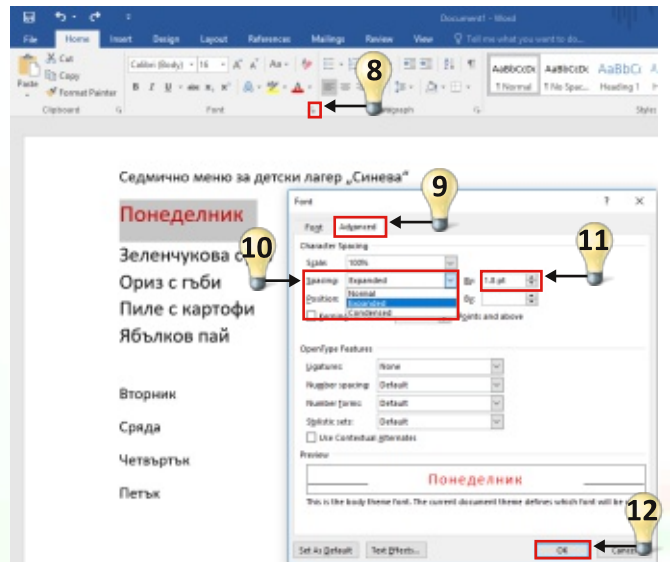 Document1 - Word
File Home Insert Design Layout References Mailings Review View Tell me what you want to do...
Cut
Copy
Format Painter
Paste
Calibri (Body) 16
AaBbCcDc AaBbCcDc AaBbCc
1 Normal 1 No Spac... Heading 1
Clipboard Font Styles
8
Седмично меню за детски лагер „Синева“
Понеделник
Зеленчукова
Ориз с гъби
Пиле с картофи
Ябълков пай
Вторник
Сряда
Четвъртък
Петък
9
10
11
12
Font ? X
Font Advanced
Character Spacing
Scale: 100%
Spacing: Expanded By: 1.8 pt
Position: By:
Normal
Expanded
Condensed
Points and above
OpenType Features
Ligatures: None
Number spacing: Default
Number forms: Default
Stylistic sets: Default
Use Contextual Alternates
Preview
Понеделник
This is the body theme font. The current document theme defines which font will be
Set As Default Text Effects... OK